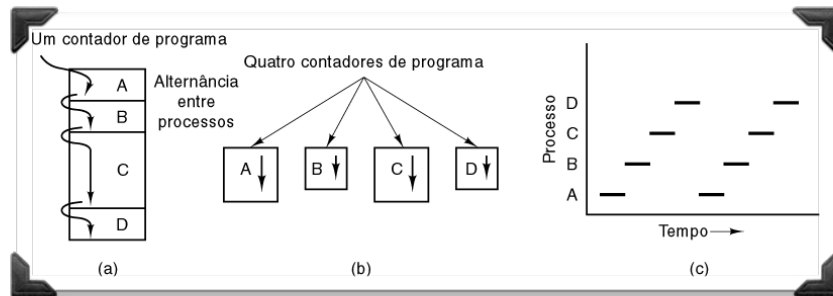 Um contador de programa
A
B
C
D
Alternância
entre
processos
(a)
Quatro contadores de programa
A
B
C
D
(b)
Processo
D
C
B
A
Tempo
(c)